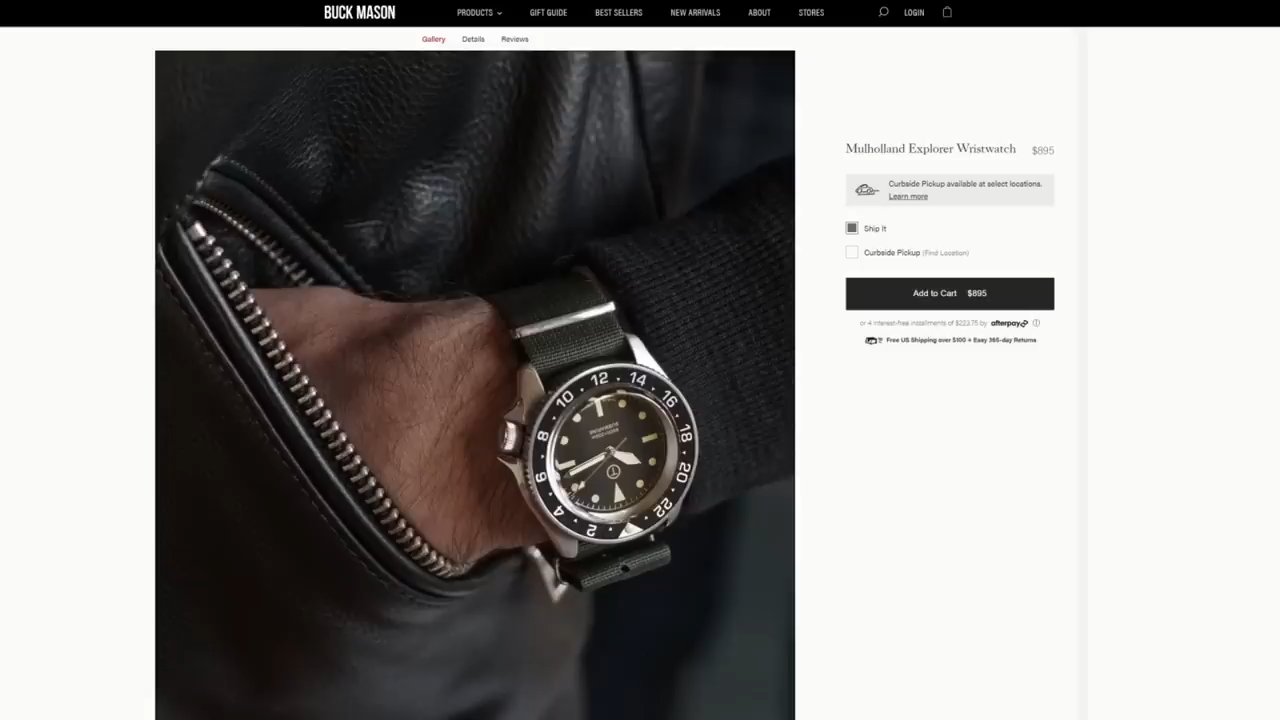 BUCK MASON
PRODUCTS
GIFT GUIDE
BEST SELLERS
NEW ARRIVALS
ABOUT
STORES
LOGIN
Gallery
Details
Reviews
Mulholland Explorer Wristwatch $895
Curbside Pickup available at select locations.
Learn more
Ship It
Curbside Pickup (Find Location)
Add to Cart $895
or 4 interest-free installments of $223.75 by afterpay
Free US Shipping over $100 + Easy 365-day Returns
12
14
16
18
20
22
2
4
6
8
10
T